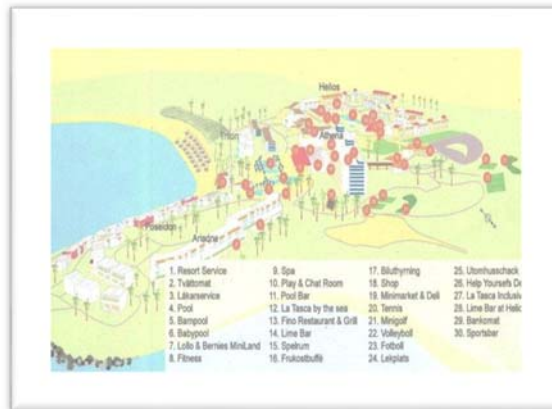 Helios
Triton
Athena
Poseidon
Ariadne
1. Resort Service
2. Tvättomat
3. Läkarservice
4. Pool
5. Barnpool
6. Babypool
7. Lollo & Bernies MiniLand
8. Fitness
9. Spa
10. Play & Chat Room
11. Pool Bar
12. La Tasca by the sea
13. Fino Restaurant & Grill
14. Lime Bar
15. Spelrum
16. Frukostbuffé
17. Biluthyrning
18. Shop
19. Minimarket & Deli
20. Tennis
21. Minigolf
22. Volleyboll
23. Fotboll
24. Lekplats
25. Utomhusschack
26. Help Yourself's De
27. La Tasca Inclusiv
28. Lime Bar at Helio
29. Bankomat
30. Sportsbar